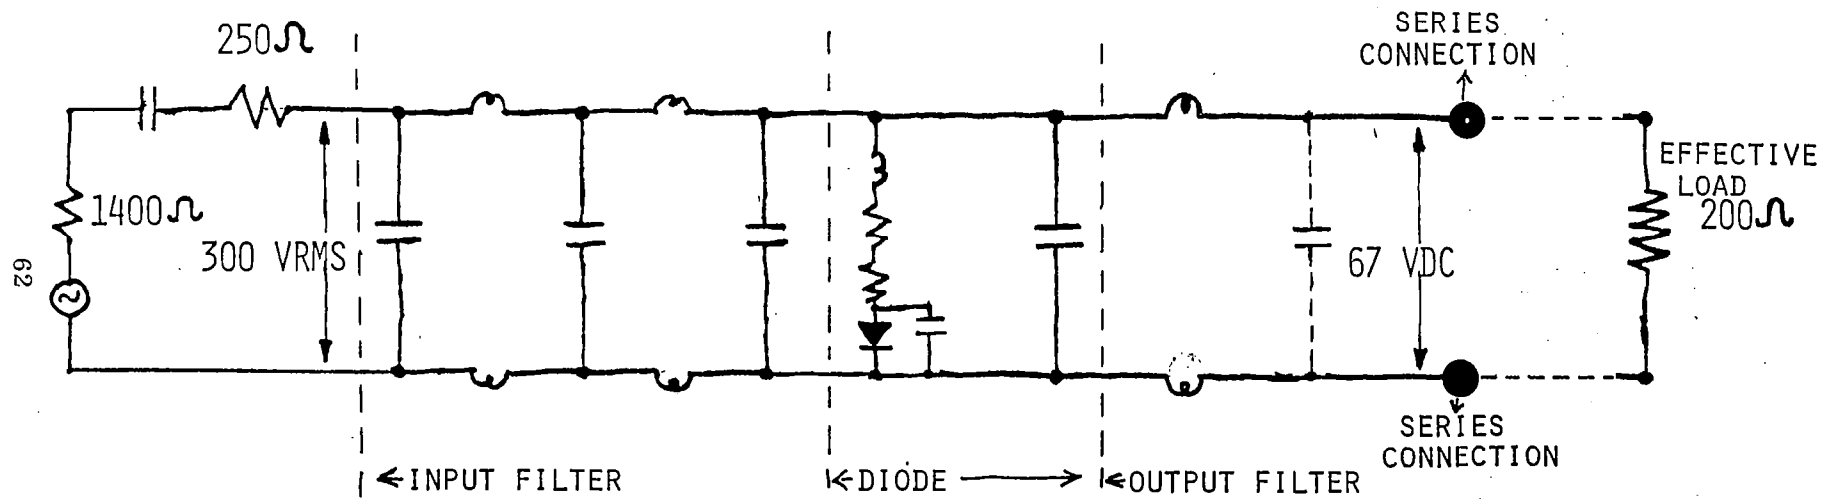 250Ω
SERIES
CONNECTION
1400Ω
300 VRMS
62
67 VDC
EFFECTIVE
LOAD
200Ω
SERIES
CONNECTION
←INPUT FILTER
←DIODE →
←OUTPUT FILTER